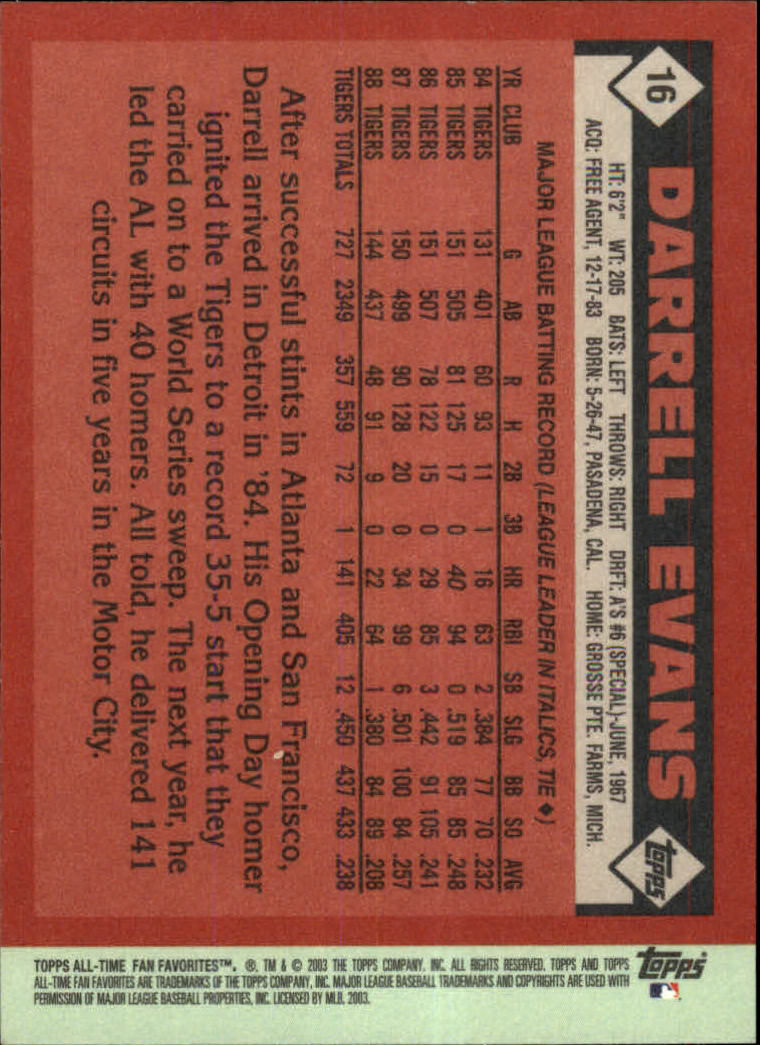 16
DARRELL EVANS
topps
HT: 6'2" WT: 205 BATS: LEFT THROWS: RIGHT DRFT: A'S #6 (SPECIAL)-JUNE, 1967
ACQ: FREE AGENT, 12-17-83 BORN: 5-26-47, PASADENA, CAL. HOME: GROSSE PTE. FARMS, MICH.
MAJOR LEAGUE BATTING RECORD (LEAGUE LEADER IN ITALICS, TIE ◆)
YR CLUB G AB R H 2B 3B HR RBI SB SLG BB SO AVG
84 TIGERS 131 401 60 93 11 1 16 63 2 .384 77 70 .232
85 TIGERS 151 505 81 125 17 0 40 94 0 .519 85 85 .248
86 TIGERS 151 507 78 122 15 0 29 85 3 .442 91 105 .241
87 TIGERS 150 499 90 128 20 0 34 99 6 .501 100 84 .257
88 TIGERS 144 437 48 91 9 0 22 64 1 .380 84 89 .208
TIGERS TOTALS 727 2349 357 559 72 1 141 405 12 .450 437 433 .238
After successful stints in Atlanta and San Francisco,
Darrell arrived in Detroit in '84. His Opening Day homer
ignited the Tigers to a record 35-5 start that they
carried on to a World Series sweep. The next year, he
led the AL with 40 homers. All told, he delivered 141
circuits in five years in the Motor City.
TOPPS ALL-TIME FAN FAVORITES™. ®, TM & © 2003 THE TOPPS COMPANY, INC. ALL RIGHTS RESERVED. TOPPS AND TOPPS
ALL-TIME FAN FAVORITES ARE TRADEMARKS OF THE TOPPS COMPANY, INC. MAJOR LEAGUE BASEBALL TRADEMARKS AND COPYRIGHTS ARE USED WITH
PERMISSION OF MAJOR LEAGUE BASEBALL PROPERTIES, INC. LICENSED BY MLB. 2003.
topps